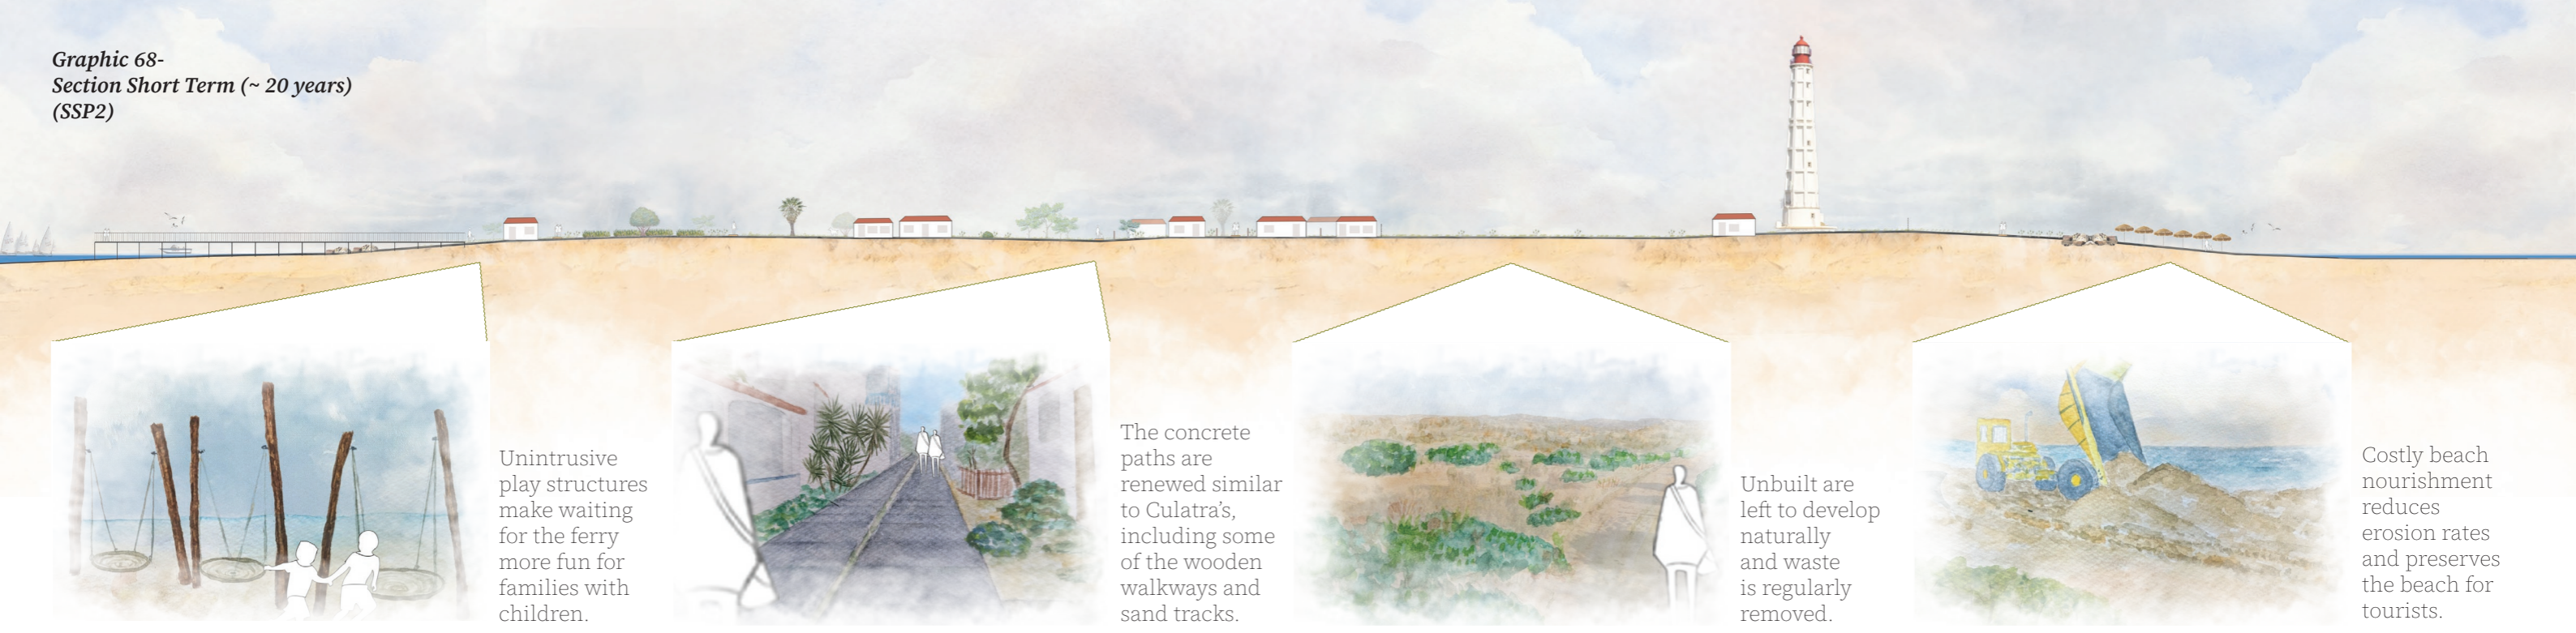 Graphic 68-
Section Short Term (~ 20 years)
(SSP2)
Unintrusive
play structures
make waiting
for the ferry
more fun for
families with
children.
The concrete
paths are
renewed similar
to Culatra's,
including some
of the wooden
walkways and
sand tracks.
Unbuilt are
left to develop
naturally
and waste
is regularly
removed.
Costly beach
nourishment
reduces
erosion rates
and preserves
the beach for
tourists.